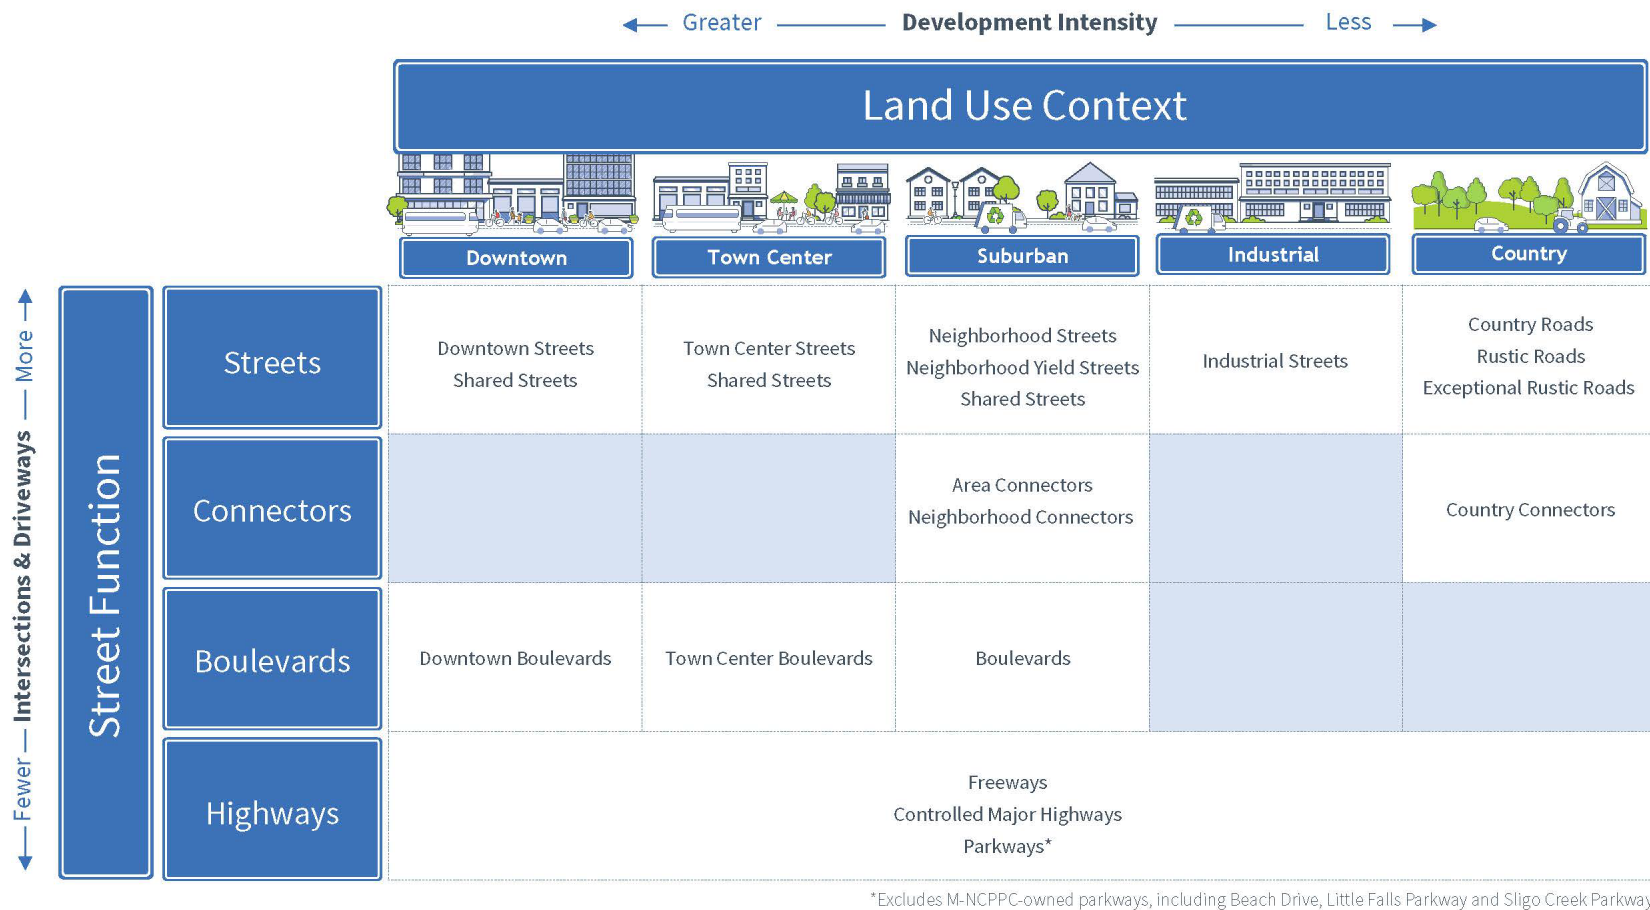 Greater Development Intensity Less
Land Use Context
Downtown
Town Center
Suburban
Industrial
Country
Fewer Intersections & Driveways More
Street Function
Streets
Downtown Streets
Shared Streets
Town Center Streets
Shared Streets
Neighborhood Streets
Neighborhood Yield Streets
Shared Streets
Industrial Streets
Country Roads
Rustic Roads
Exceptional Rustic Roads
Connectors
Area Connectors
Neighborhood Connectors
Country Connectors
Boulevards
Downtown Boulevards
Town Center Boulevards
Boulevards
Highways
Freeways
Controlled Major Highways
Parkways*
*Excludes M-NCPPC-owned parkways, including Beach Drive, Little Falls Parkway and Sligo Creek Parkway